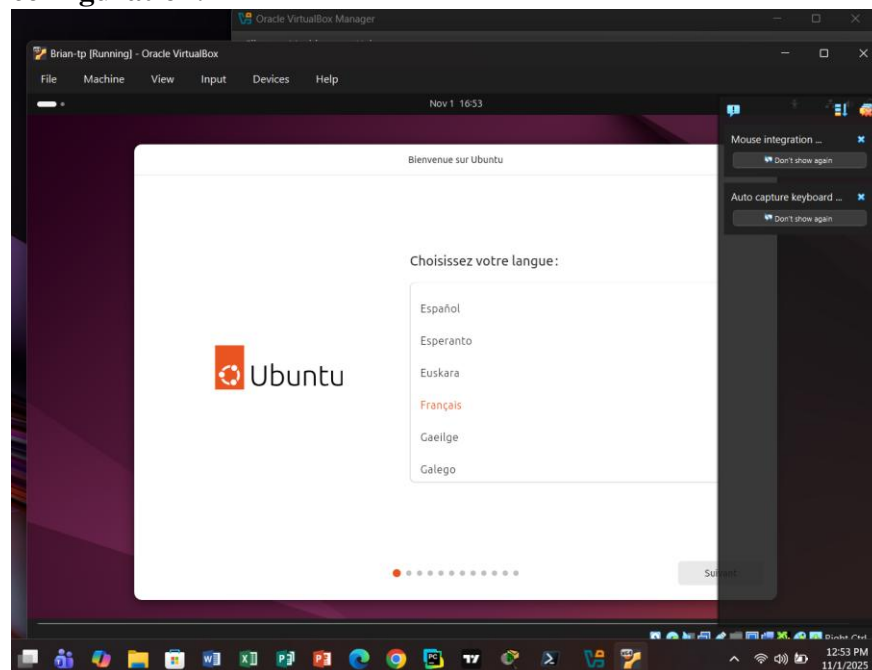 Oracle VirtualBox Manager
Brian-tp [Running] - Oracle VirtualBox
File Machine View Input Devices Help
Nov 1 16:53
Mouse integration ...
Don't show again
Auto capture keyboard ...
Don't show again
Bienvenue sur Ubuntu
Choisissez votre langue:
Español
Esperanto
Euskara
Français
Gaeilge
Galego
Ubuntu
Suivant
Right Ctrl
12:53 PM
11/1/2025